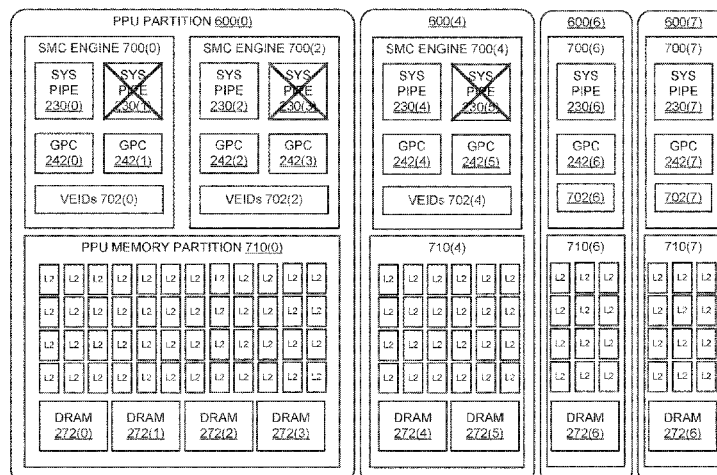 PPU PARTITION 600(0)
SMC ENGINE 700(0)
SYS PIPE 230(0)
SYS PIPE 230(1)
GPC 242(0)
GPC 242(1)
VEIDs 702(0)
SMC ENGINE 700(2)
SYS PIPE 230(2)
SYS PIPE 230(3)
GPC 242(2)
GPC 242(3)
VEIDs 702(2)
PPU MEMORY PARTITION 710(0)
L2 L2 L2 L2 L2 L2 L2 L2 L2 L2 L2 L2
L2 L2 L2 L2 L2 L2 L2 L2 L2 L2 L2 L2
L2 L2 L2 L2 L2 L2 L2 L2 L2 L2 L2 L2
L2 L2 L2 L2 L2 L2 L2 L2 L2 L2 L2 L2
DRAM 272(0)
DRAM 272(1)
DRAM 272(2)
DRAM 272(3)
600(4)
SMC ENGINE 700(4)
SYS PIPE 230(4)
SYS PIPE 230(5)
GPC 242(4)
GPC 242(5)
VEIDs 702(4)
710(4)
L2 L2 L2 L2 L2 L2
L2 L2 L2 L2 L2 L2
L2 L2 L2 L2 L2 L2
L2 L2 L2 L2 L2 L2
DRAM 272(4)
DRAM 272(5)
600(6)
700(6)
SYS PIPE 230(6)
GPC 242(6)
702(6)
710(6)
L2 L2 L2
L2 L2 L2
L2 L2 L2
L2 L2 L2
DRAM 272(6)
600(7)
700(7)
SYS PIPE 230(7)
GPC 242(7)
702(7)
710(7)
L2 L2 L2
L2 L2 L2
L2 L2 L2
L2 L2 L2
DRAM 272(6)